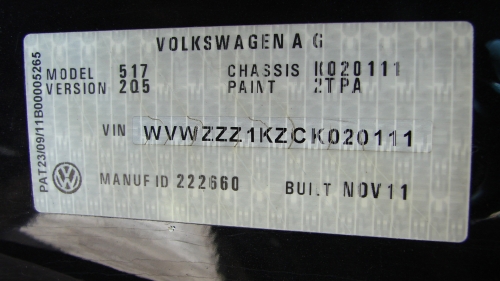 VOLKSWAGEN A G
MODEL 517 CHASSIS K020111
VERSION 2Q5 PAINT 2TPA
VIN WVWZZZ1KZCK020111
MANUF ID 222660 BUILT NOV11
PAT23/09/11B00005265